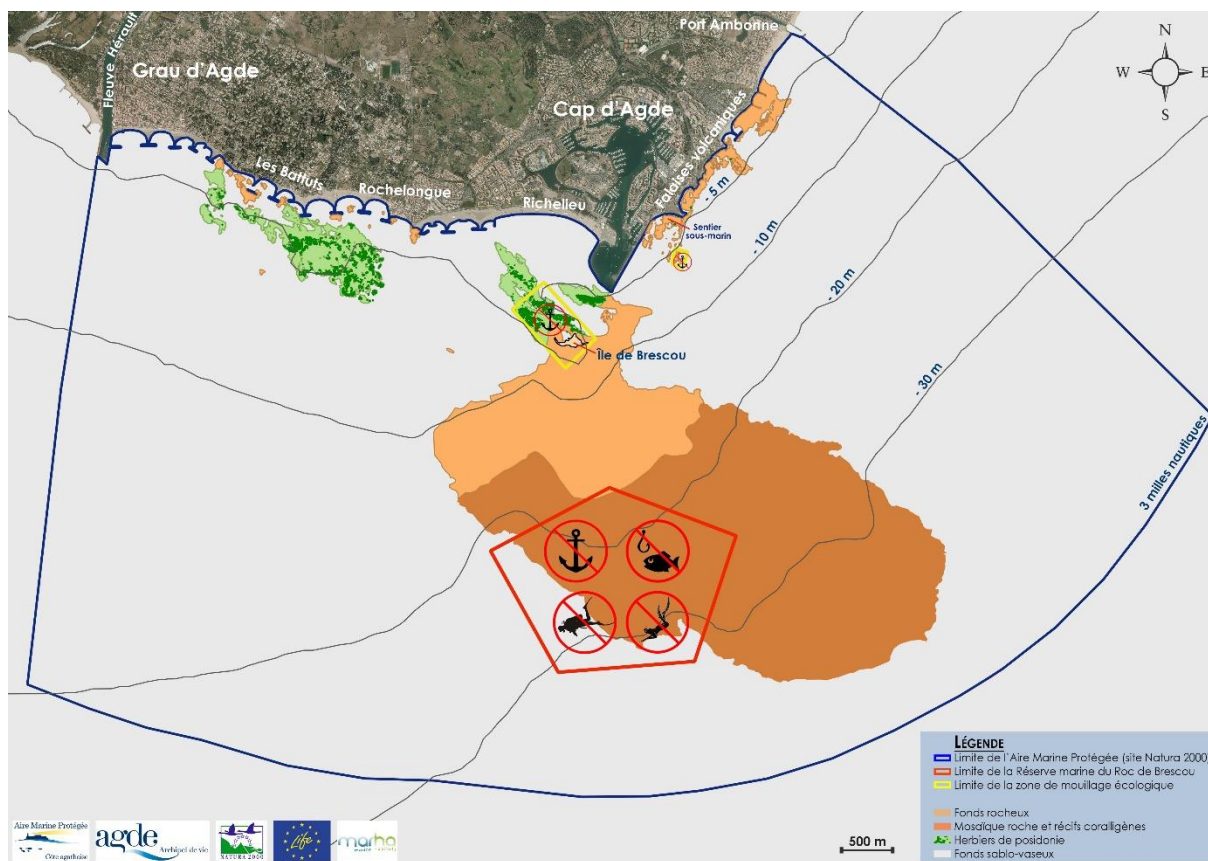 Port Ambonne
N
W E
S
Fleuve Hérault
Grau d'Agde
Cap d'Agde
Falaises volcaniques
Les Battuts
Rochelongue
Richelieu
Sentier
sous-marin
- 5 m
- 10 m
- 20 m
- 30 m
Île de Brescou
3 milles nautiques
LÉGENDE
Limite de l'Aire Marine Protégée (site Natura 2000)
Limite de la Réserve marine du Roc de Brescou
Limite de la zone de mouillage écologique
Fonds rocheux
Mosaïque roche et récifs coralligènes
Herbiers de posidonie
Fonds sablo-vaseux
500 m
Aire Marine Protégée
Côte agathoise
agde
Archipel de vie
NATURA 2000
Life
marha